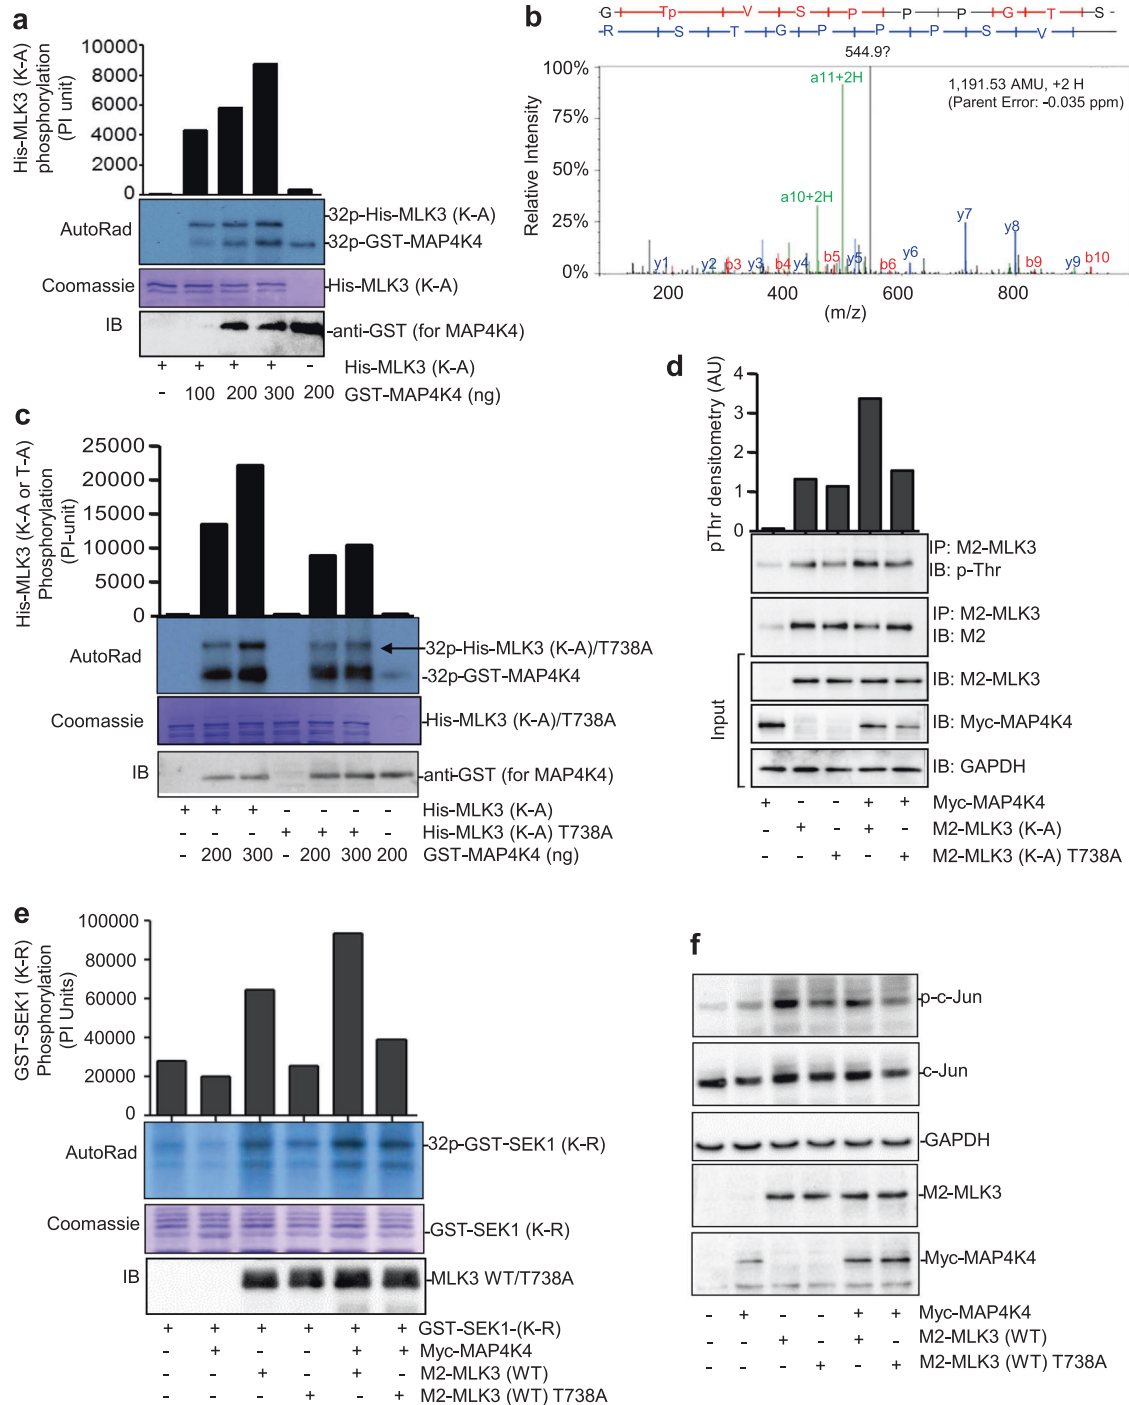 a
His-MLK3 (K-A)
phosphorylation
(PI unit)
10000
8000
6000
4000
2000
0
AutoRad
32p-His-MLK3 (K-A)
32p-GST-MAP4K4
Coomassie
His-MLK3 (K-A)
IB
anti-GST (for MAP4K4)
+ + + + - His-MLK3 (K-A)
- 100 200 300 200 GST-MAP4K4 (ng)
b
G Tp V S P P P G T S
R S T G P P P S V
544.9?
Relative Intensity
100%
75%
50%
25%
0%
a11+2H
1,191.53 AMU, +2 H
(Parent Error: -0.035 ppm)
a10+2H
y1 y2 b3 y3 b4 y4 b5 y5 b6 y6 y7 y8 b9 y9 b10
200 400 600 800
(m/z)
c
His-MLK3 (K-A or T-A)
Phosphorylation
(PI-unit)
25000
20000
15000
10000
5000
0
AutoRad
32p-His-MLK3 (K-A)/T738A
32p-GST-MAP4K4
Coomassie
His-MLK3 (K-A)/T738A
IB
anti-GST (for MAP4K4)
+ + + - - - - His-MLK3 (K-A)
- - - + + + - His-MLK3 (K-A) T738A
- 200 300 - 200 300 200 GST-MAP4K4 (ng)
d
pThr densitometry (AU)
4
3
2
1
0
IP: M2-MLK3
IB: p-Thr
IP: M2-MLK3
IB: M2
Input
IB: M2-MLK3
IB: Myc-MAP4K4
IB: GAPDH
+ - - + + Myc-MAP4K4
- + - + - M2-MLK3 (K-A)
- - + - + M2-MLK3 (K-A) T738A
e
GST-SEK1 (K-R)
Phosphorylation
(PI Units)
100000
80000
60000
40000
20000
0
AutoRad
32p-GST-SEK1 (K-R)
Coomassie
GST-SEK1 (K-R)
IB
MLK3 WT/T738A
+ + + + + + GST-SEK1-(K-R)
- + - - + + Myc-MAP4K4
- - + - + - M2-MLK3 (WT)
- - - + - + M2-MLK3 (WT) T738A
f
p-c-Jun
c-Jun
GAPDH
M2-MLK3
Myc-MAP4K4
- + - - + + Myc-MAP4K4
- - + - + - M2-MLK3 (WT)
- - - + - + M2-MLK3 (WT) T738A